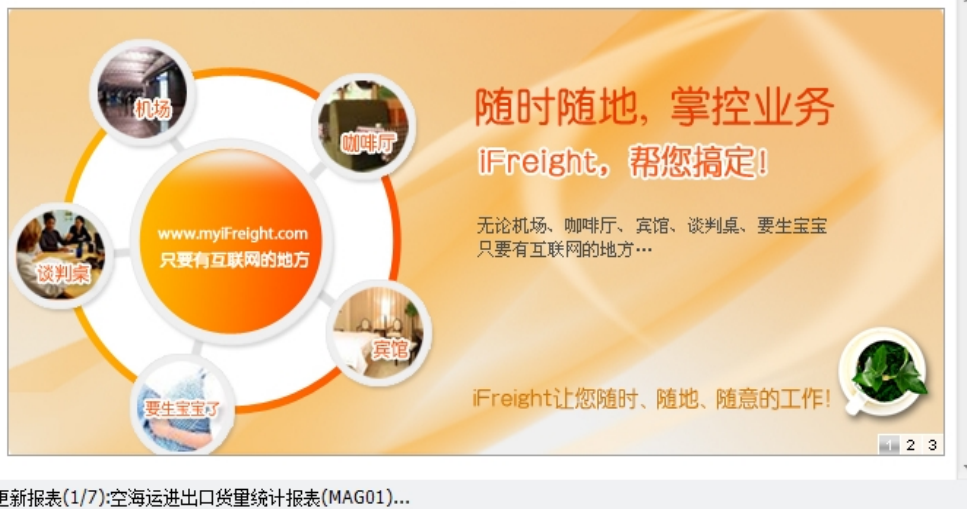 机场
咖啡厅
谈判桌
宾馆
要生宝宝了
www.myiFreight.com
只要有互联网的地方
随时随地，掌控业务
iFreight，帮您搞定！
无论机场、咖啡厅、宾馆、谈判桌、要生宝宝
只要有互联网的地方…
iFreight让您随时、随地、随意的工作！
1 2 3
更新报表(1/7):空海运进出口货量统计报表(MAG01)...